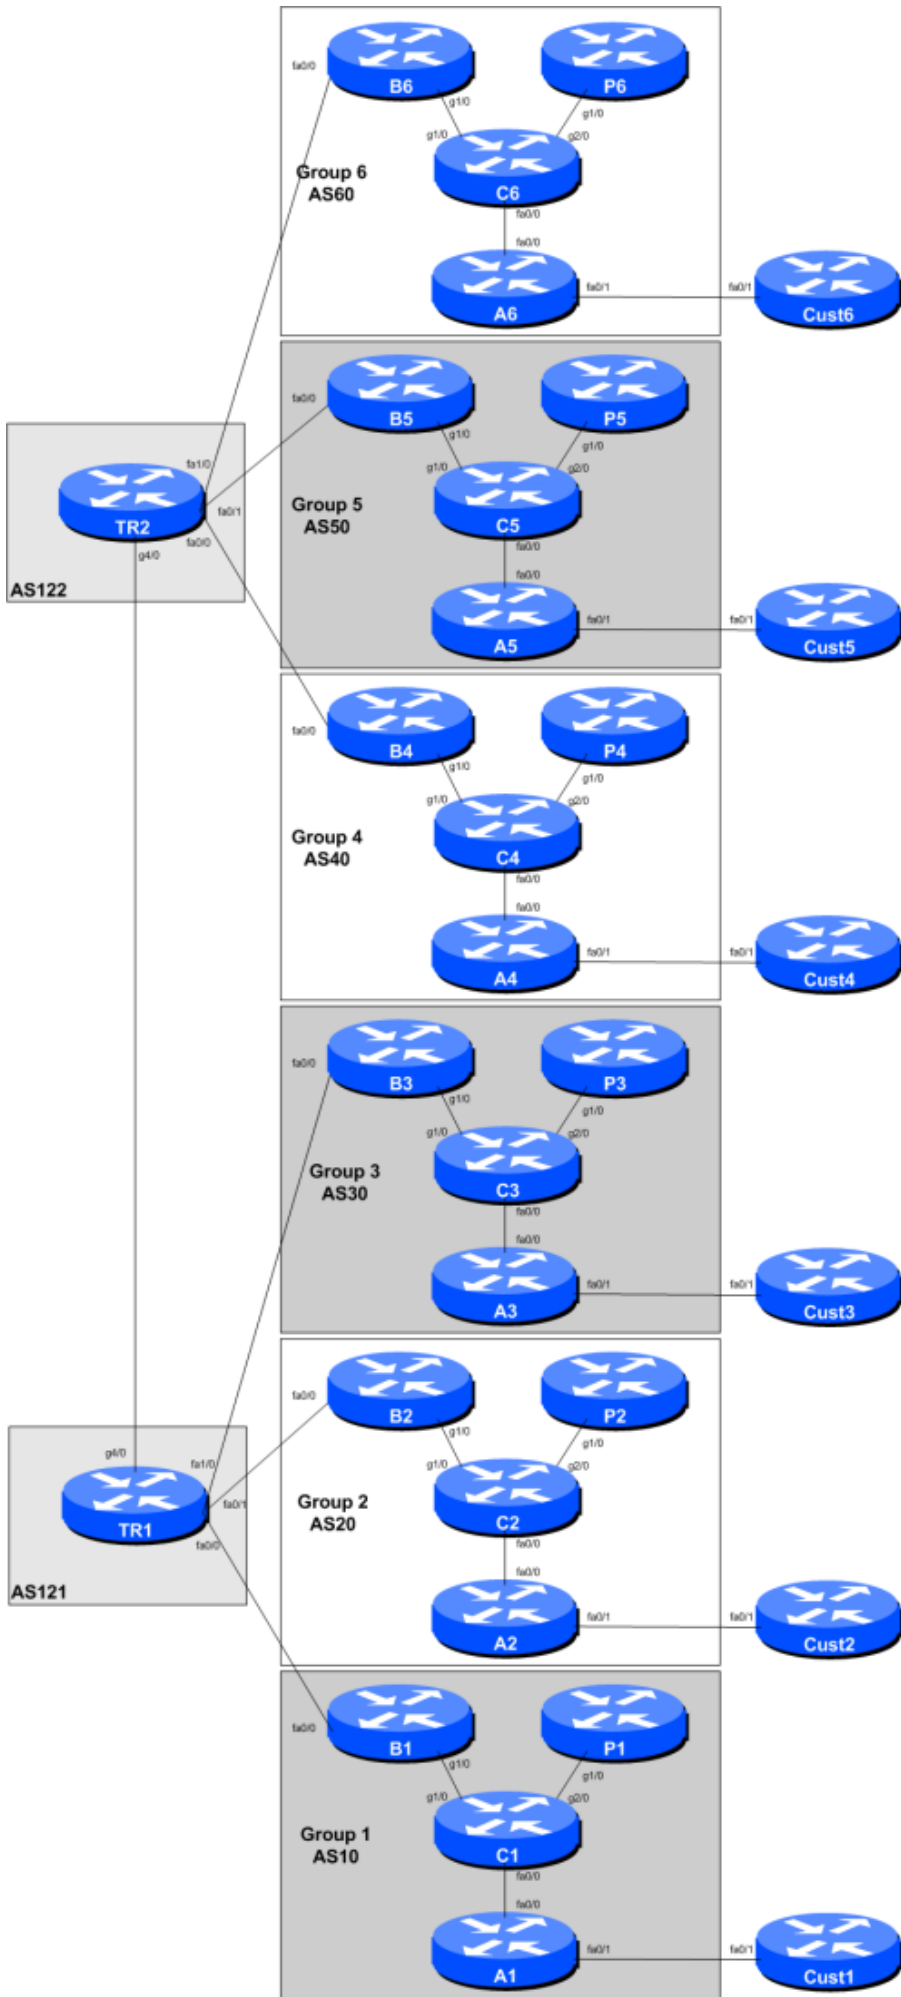 fa0/0
B6
P6
g1/0
g1/0
g1/0
g2/0
Group 6
AS60
C6
fa0/0
fa0/0
A6
fa0/1
fa0/1
Cust6
fa0/0
B5
P5
g1/0
g1/0
g1/0
g2/0
Group 5
AS50
C5
fa0/0
fa0/0
A5
fa0/1
fa0/1
Cust5
fa1/0
fa0/1
TR2
fa0/0
g4/0
AS122
fa0/0
B4
P4
g1/0
g1/0
g1/0
g2/0
Group 4
AS40
C4
fa0/0
fa0/0
A4
fa0/1
fa0/1
Cust4
fa0/0
B3
P3
g1/0
g1/0
g1/0
g2/0
Group 3
AS30
C3
fa0/0
fa0/0
A3
fa0/1
fa0/1
Cust3
fa0/0
B2
P2
g1/0
g1/0
g1/0
g2/0
Group 2
AS20
C2
fa0/0
fa0/0
A2
fa0/1
fa0/1
Cust2
g4/0
fa1/0
fa0/1
TR1
fa0/0
AS121
fa0/0
B1
P1
g1/0
g1/0
g1/0
g2/0
Group 1
AS10
C1
fa0/0
fa0/0
A1
fa0/1
fa0/1
Cust1